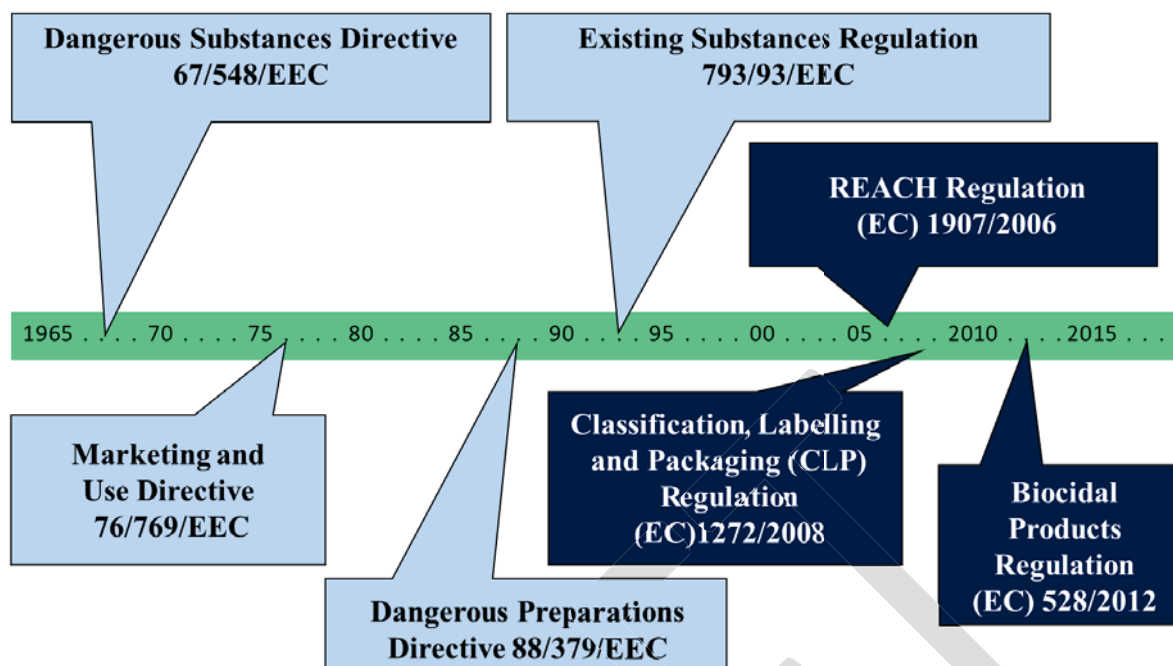 Dangerous Substances Directive
67/548/EEC
Existing Substances Regulation
793/93/EEC
REACH Regulation
(EC) 1907/2006
1965 . . . . 70 . . . . 75 . . . . 80 . . . . 85 . . . . 90 . . . . 95 . . . . 00 . . . . 05 . . . . 2010 . . . . 2015 . . .
Marketing and
Use Directive
76/769/EEC
Dangerous Preparations
Directive 88/379/EEC
Classification, Labelling
and Packaging (CLP)
Regulation
(EC)1272/2008
Biocidal
Products
Regulation
(EC) 528/2012